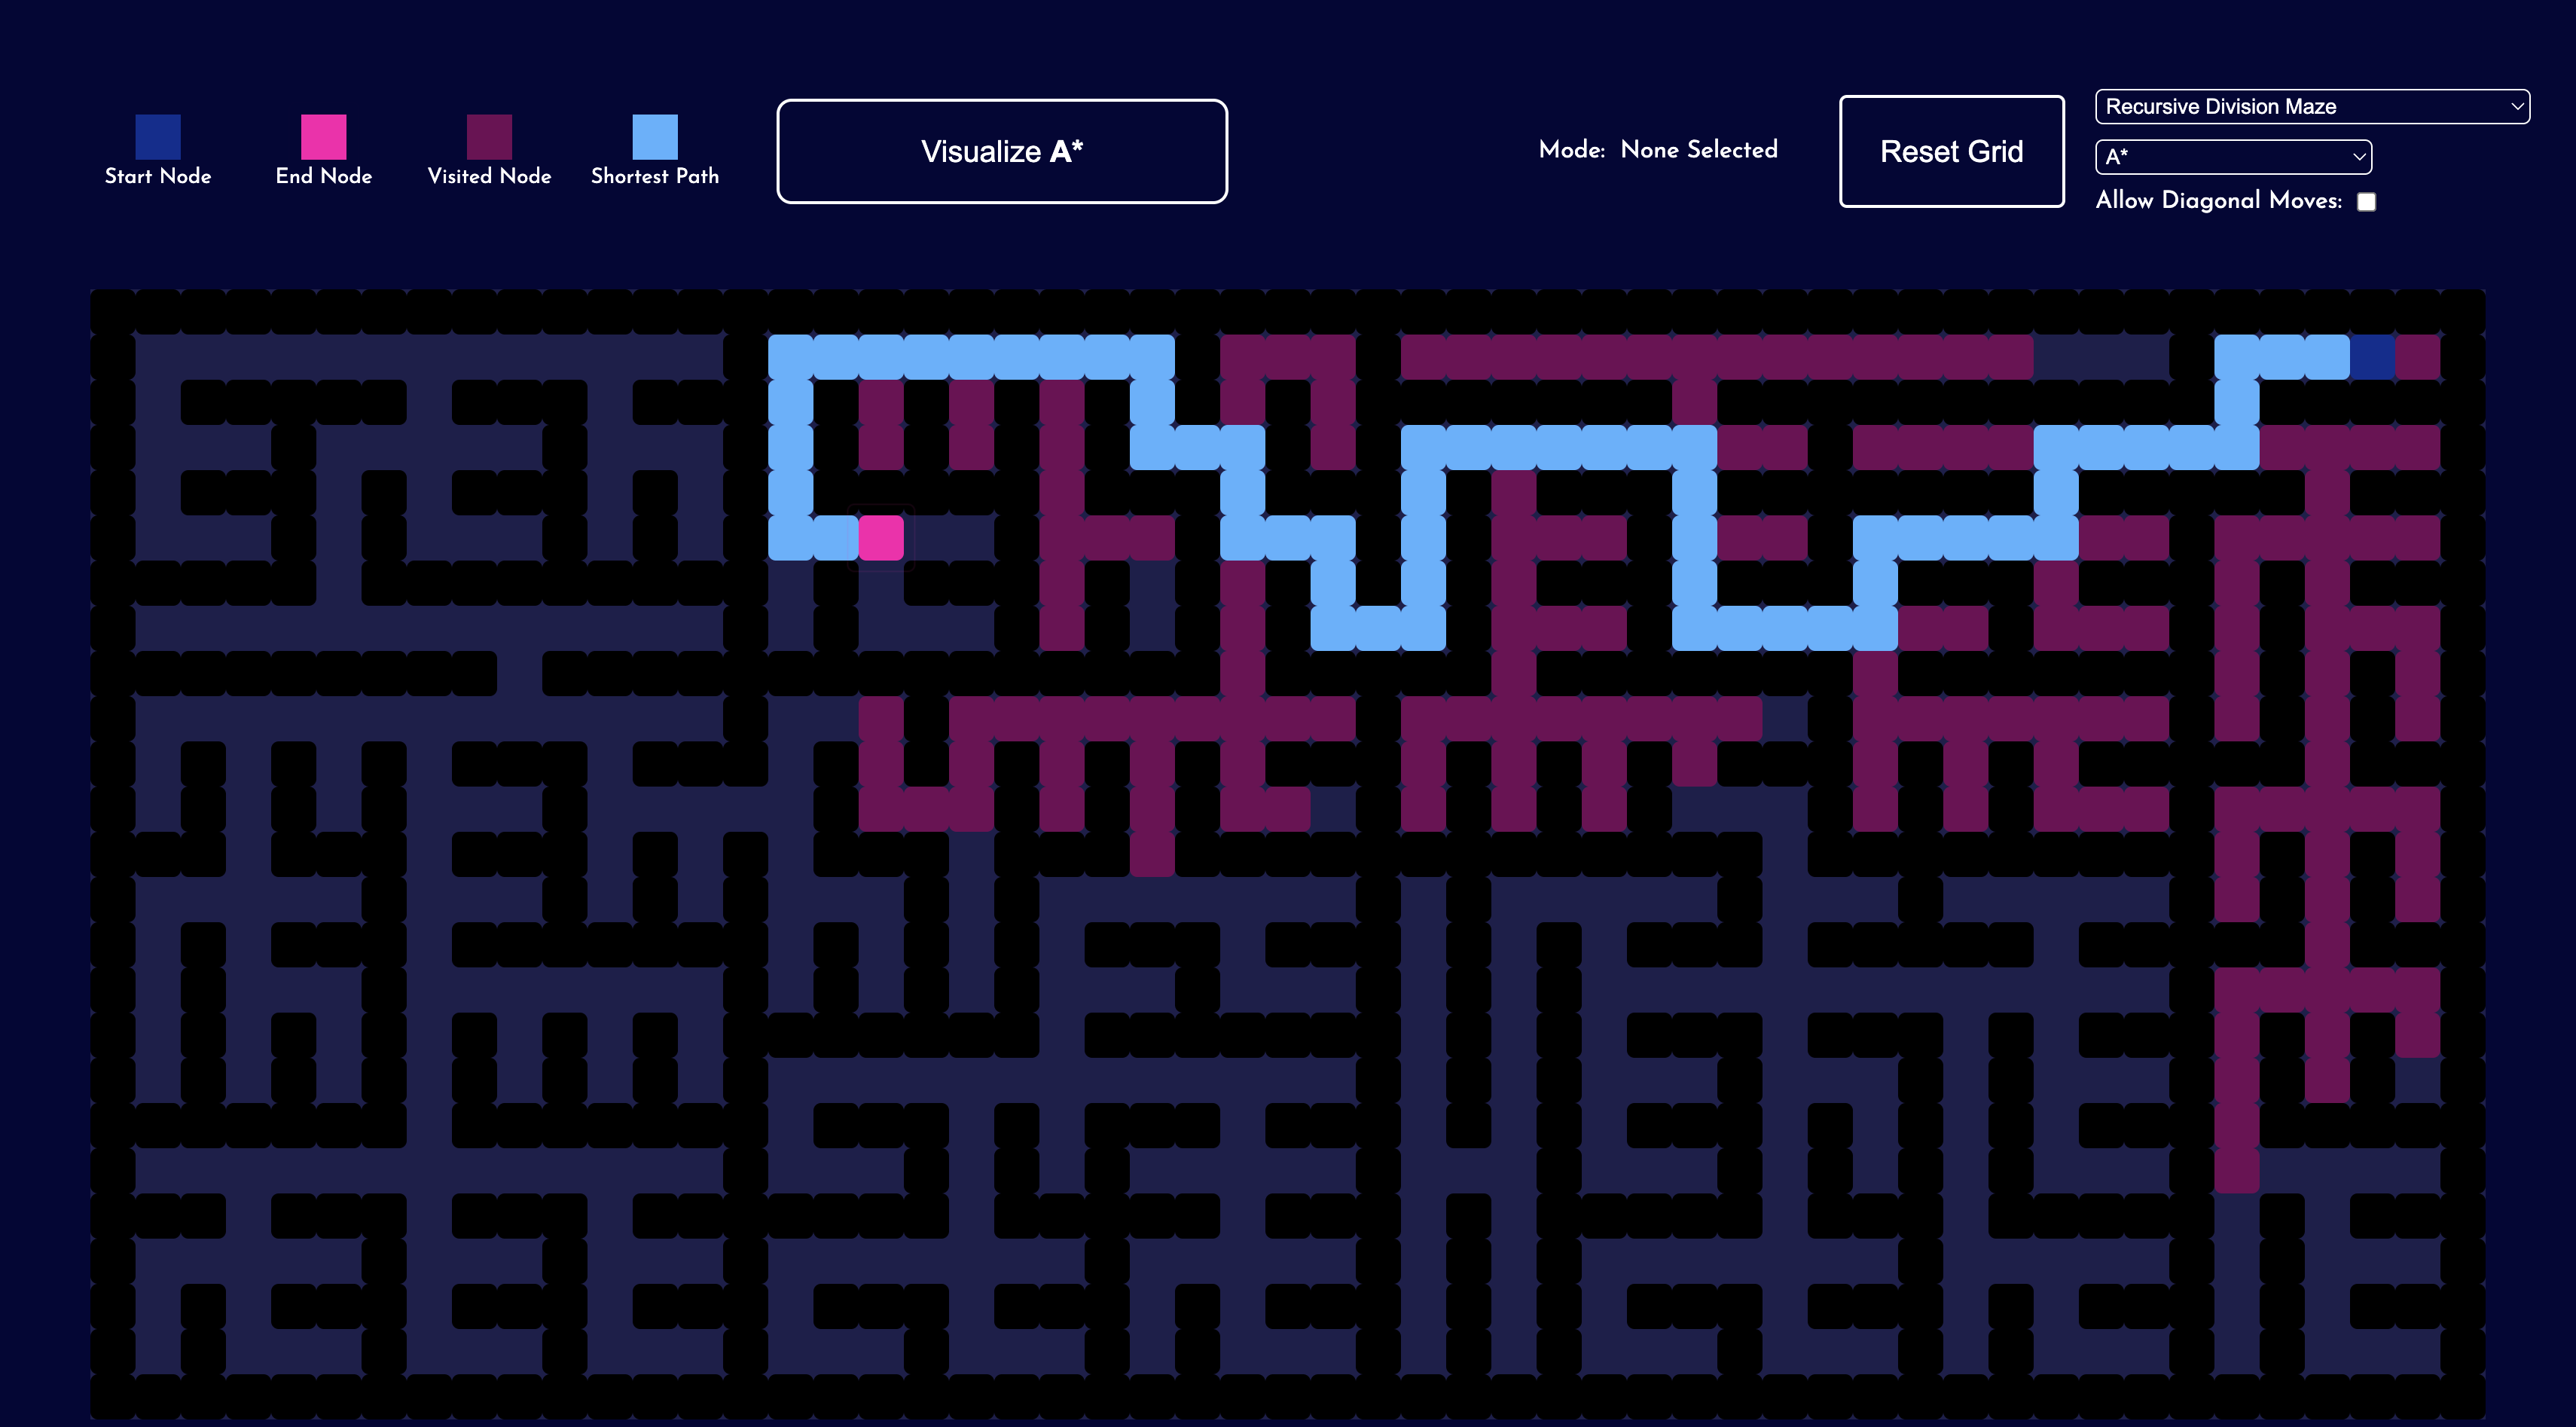 Start Node
End Node
Visited Node
Shortest Path
Visualize A*
Mode: None Selected
Reset Grid
Recursive Division Maze
A*
Allow Diagonal Moves: